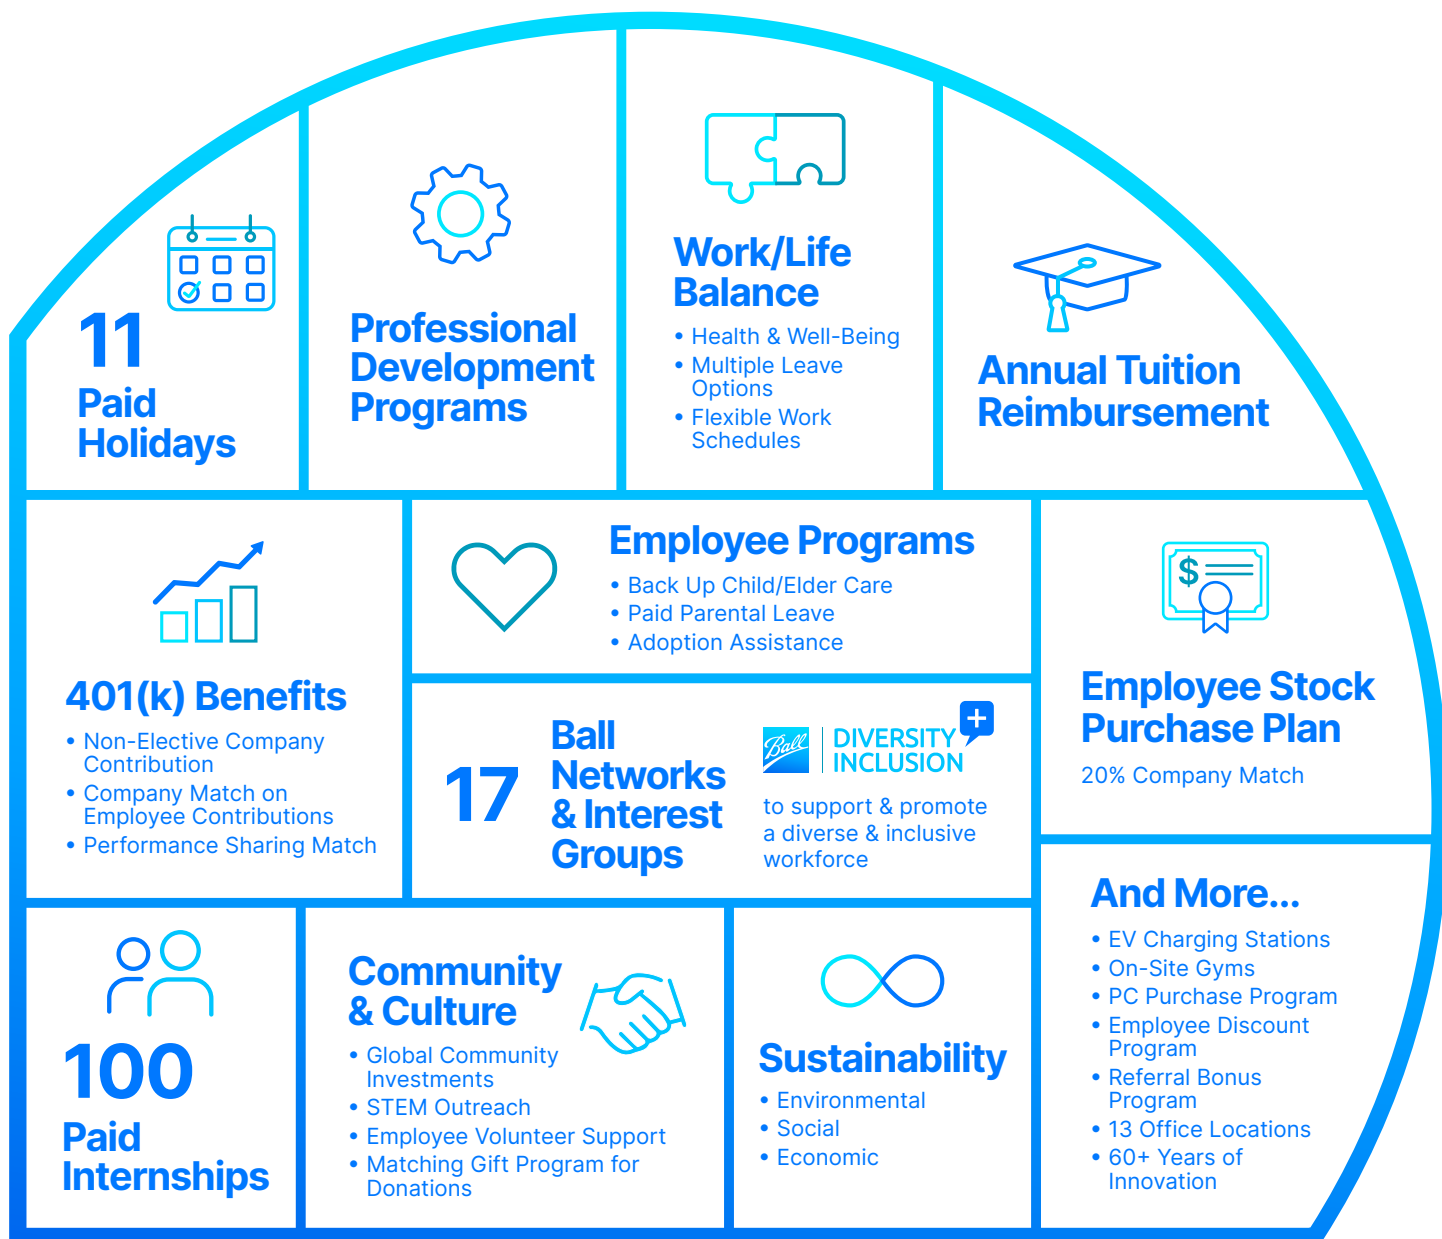 11
Paid
Holidays
Professional
Development
Programs
Work/Life
Balance
• Health & Well-Being
• Multiple Leave
Options
• Flexible Work
Schedules
Annual Tuition
Reimbursement
401(k) Benefits
• Non-Elective Company
Contribution
• Company Match on
Employee Contributions
• Performance Sharing Match
Employee Programs
• Back Up Child/Elder Care
• Paid Parental Leave
• Adoption Assistance
17
Ball
Networks
& Interest
Groups
Ball
DIVERSITY
INCLUSION
+
to support & promote
a diverse & inclusive
workforce
$
Employee Stock
Purchase Plan
20% Company Match
100
Paid
Internships
Community
& Culture
• Global Community
Investments
• STEM Outreach
• Employee Volunteer Support
• Matching Gift Program for
Donations
Sustainability
• Environmental
• Social
• Economic
And More...
• EV Charging Stations
• On-Site Gyms
• PC Purchase Program
• Employee Discount
Program
• Referral Bonus
Program
• 13 Office Locations
• 60+ Years of
Innovation